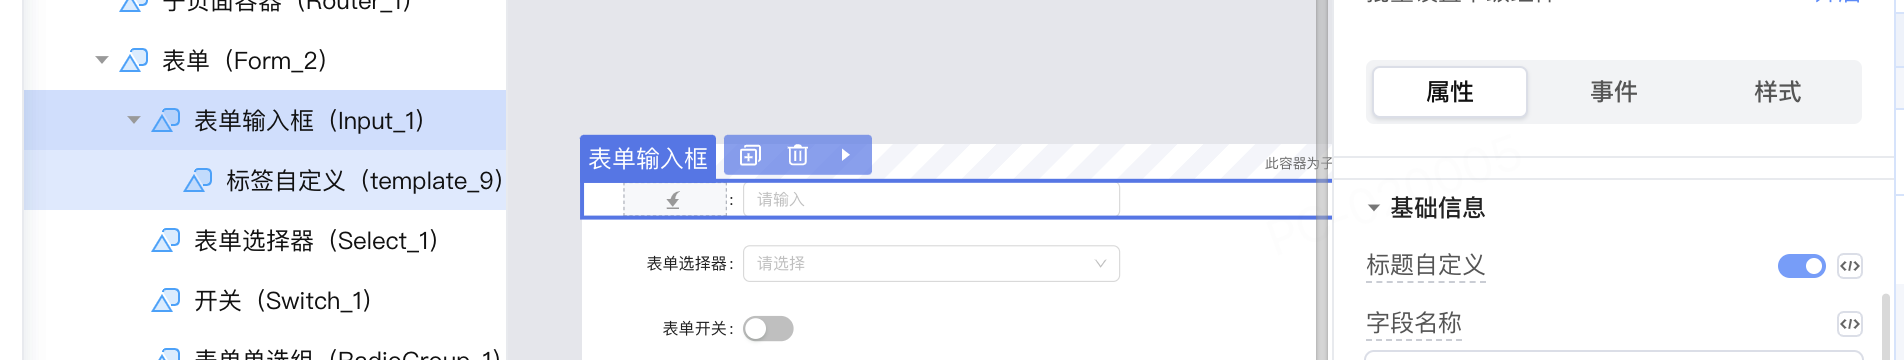 子页面容器（Router_1）
表单（Form_2）
表单输入框（Input_1）
标签自定义（template_9）
表单选择器（Select_1）
开关（Switch_1）
表单单选组（RadioGroup_1）
表单输入框
此容器为子
: 请输入
表单选择器: 请选择
表单开关:
属性 事件 样式
基础信息
标题自定义
字段名称